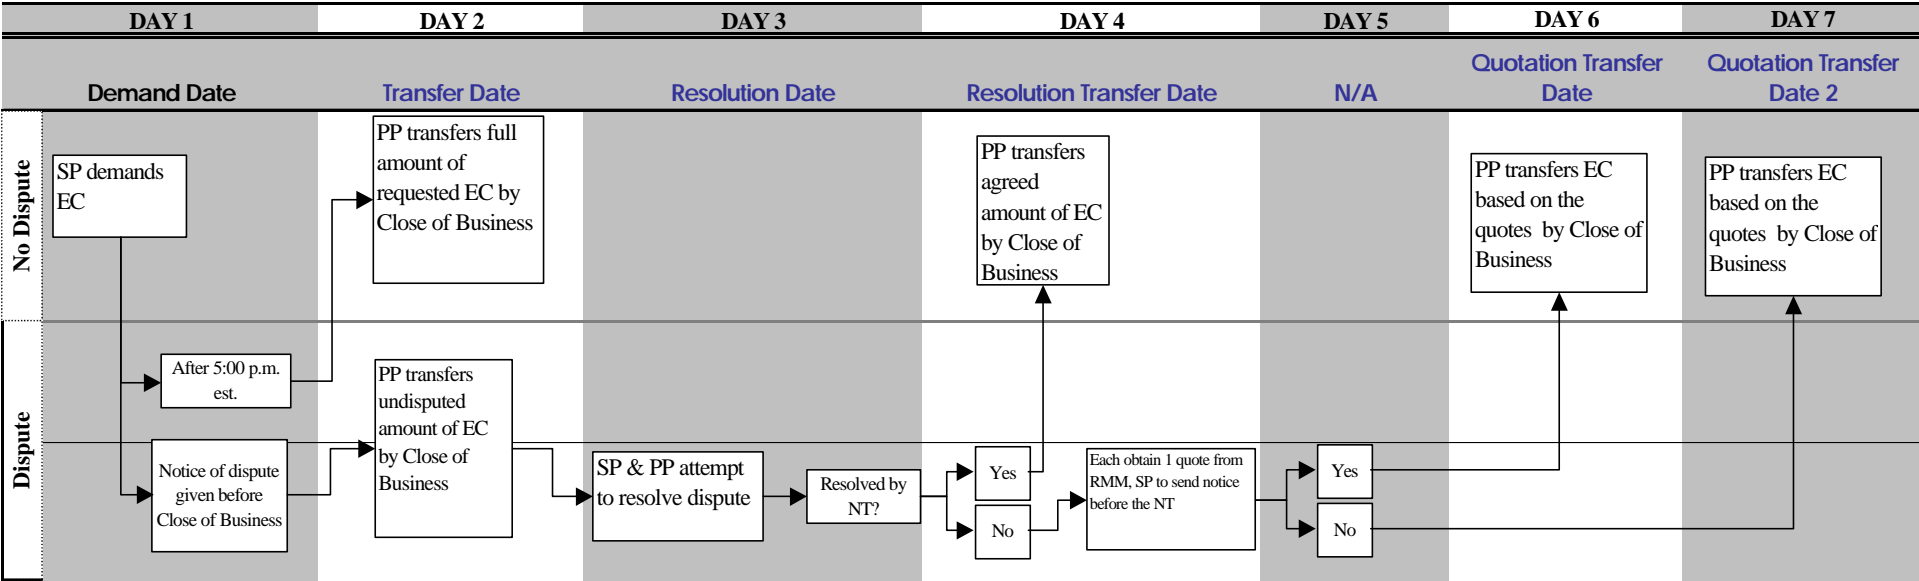 DAY 1 DAY 2 DAY 3 DAY 4 DAY 5 DAY 6 DAY 7
Demand Date Transfer Date Resolution Date Resolution Transfer Date N/A Quotation Transfer Quotation Transfer
Date Date 2
No Dispute
SP demands
EC
PP transfers full
amount of
requested EC by
Close of Business
PP transfers
agreed
amount of EC
by Close of
Business
PP transfers EC
based on the
quotes by Close of
Business
PP transfers EC
based on the
quotes by Close of
Business
Dispute
After 5:00 p.m.
est.
Notice of dispute
given before
Close of Business
PP transfers
undisputed
amount of EC
by Close of
Business
SP & PP attempt
to resolve dispute
Resolved by
NT?
Yes
No
Each obtain 1 quote from
RMM, SP to send notice
before the NT
Yes
No